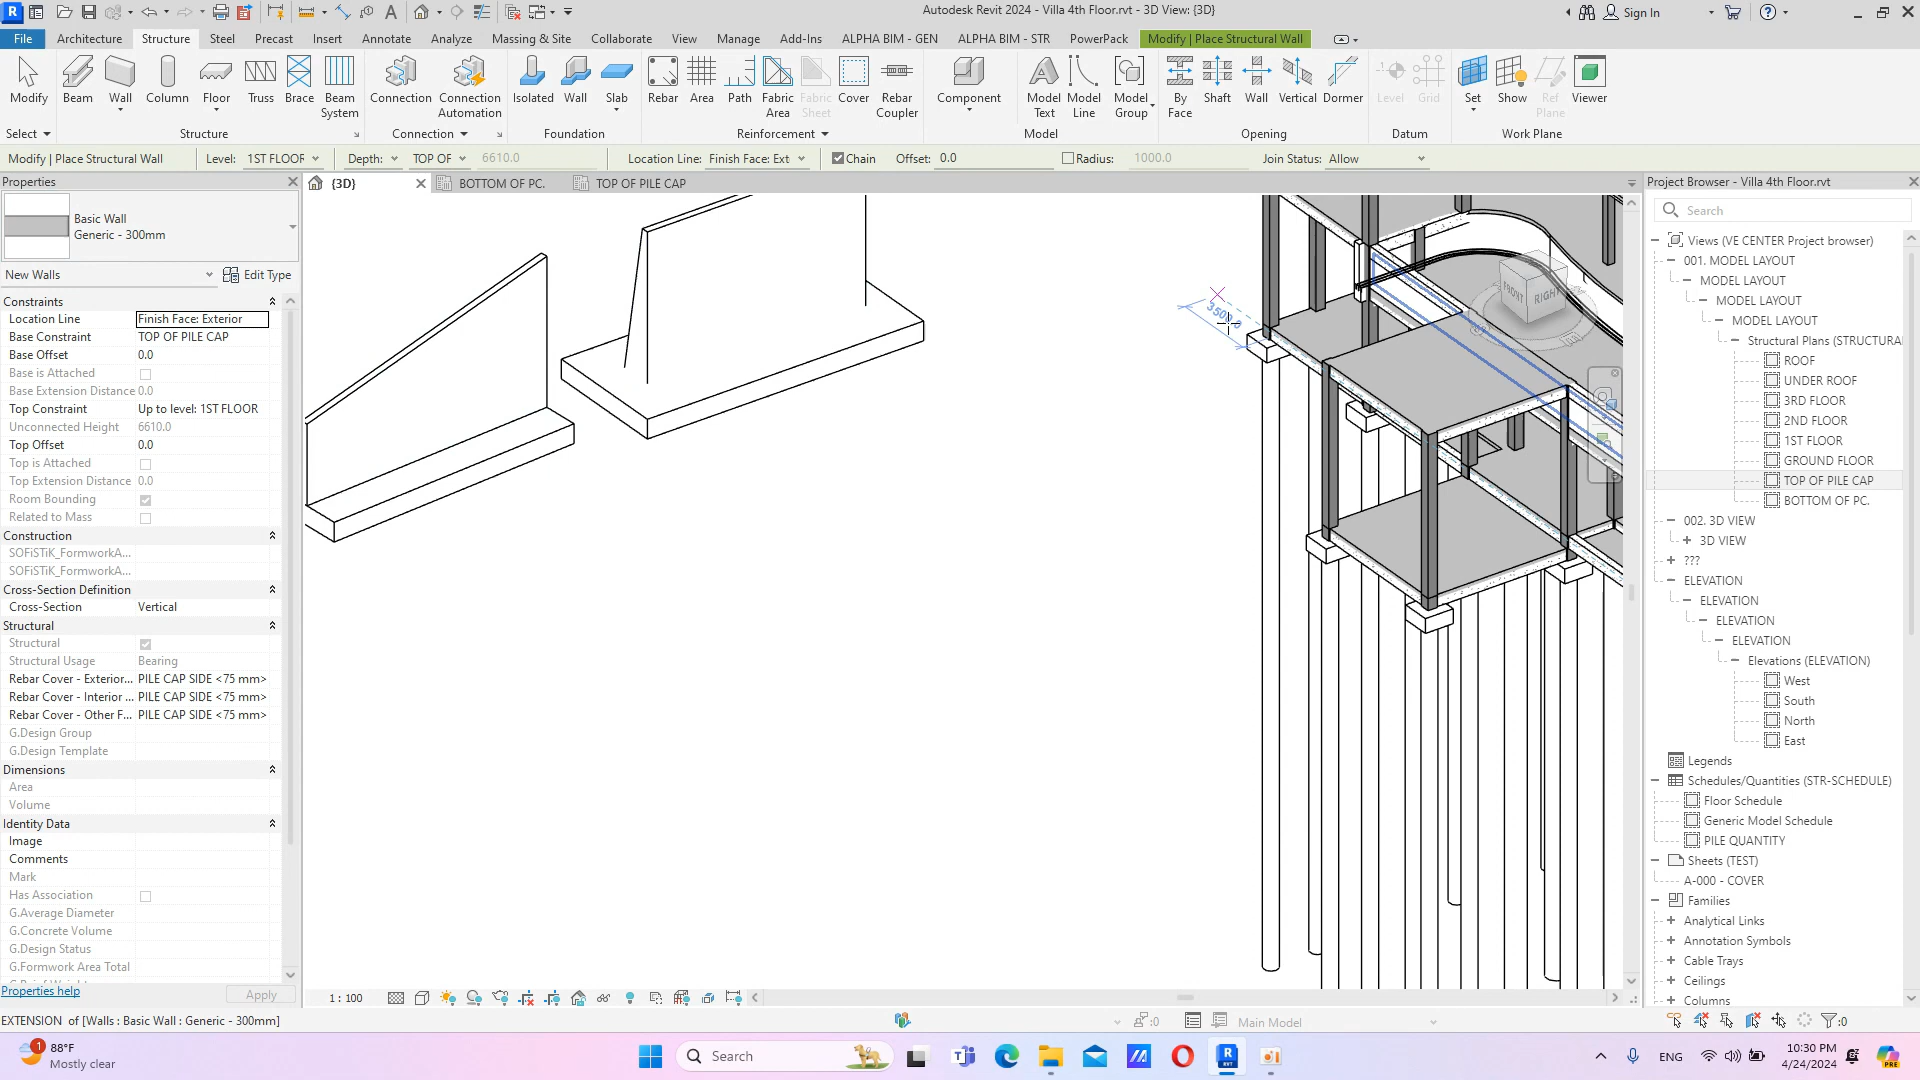 Autodesk Revit 2024 - Villa 4th Floor.rvt - 3D View: {3D}
Sign In
File Architecture Structure Steel Precast Insert Annotate Analyze Massing & Site Collaborate View Manage Add-Ins ALPHA BIM - GEN ALPHA BIM - STR PowerPack Modify | Place Structural Wall
Modify Beam Wall Column Floor Truss Brace Beam System Connection Connection Automation Isolated Wall Slab Rebar Area Path Fabric Area Fabric Sheet Cover Rebar Coupler Component Model Text Model Line Model Group By Face Shaft Wall Vertical Dormer Level Grid Set Show Ref Plane Viewer
Select Structure Connection Foundation Reinforcement Model Opening Datum Work Plane
Modify | Place Structural Wall Level: 1ST FLOOR Depth: TOP OF 6610.0 Location Line: Finish Face: Ext Chain Offset: 0.0 Radius: 1000.0 Join Status: Allow
Properties
{3D} BOTTOM OF PC. TOP OF PILE CAP
Project Browser - Villa 4th Floor.rvt
Basic Wall
Generic - 300mm
New Walls Edit Type
Constraints
Location Line Finish Face: Exterior
Base Constraint TOP OF PILE CAP
Base Offset 0.0
Base is Attached
Base Extension Distance 0.0
Top Constraint Up to level: 1ST FLOOR
Unconnected Height 6610.0
Top Offset 0.0
Top is Attached
Top Extension Distance 0.0
Room Bounding
Related to Mass
Construction
SOFiSTiK_FormworkA...
SOFiSTiK_FormworkA...
Cross-Section Definition
Cross-Section Vertical
Structural
Structural
Structural Usage Bearing
Rebar Cover - Exterior... PILE CAP SIDE <75 mm>
Rebar Cover - Interior ... PILE CAP SIDE <75 mm>
Rebar Cover - Other F... PILE CAP SIDE <75 mm>
G.Design Group
G.Design Template
Dimensions
Area
Volume
Identity Data
Image
Comments
Mark
Has Association
G.Average Diameter
G.Concrete Volume
G.Design Status
G.Formwork Area Total
Properties help Apply
3500.0
FRONT RIGHT
Search
Views (VE CENTER Project browser)
001. MODEL LAYOUT
MODEL LAYOUT
MODEL LAYOUT
MODEL LAYOUT
Structural Plans (STRUCTURA
ROOF
UNDER ROOF
3RD FLOOR
2ND FLOOR
1ST FLOOR
GROUND FLOOR
TOP OF PILE CAP
BOTTOM OF PC.
002. 3D VIEW
3D VIEW
???
ELEVATION
ELEVATION
ELEVATION
ELEVATION
Elevations (ELEVATION)
West
South
North
East
Legends
Schedules/Quantities (STR-SCHEDULE)
Floor Schedule
Generic Model Schedule
PILE QUANTITY
Sheets (TEST)
A-000 - COVER
Families
Analytical Links
Annotation Symbols
Cable Trays
Ceilings
Columns
1 : 100
EXTENSION of [Walls : Basic Wall : Generic - 300mm]
:0 Main Model :0
88°F
Mostly clear
1
Search
ENG
10:30 PM
4/24/2024